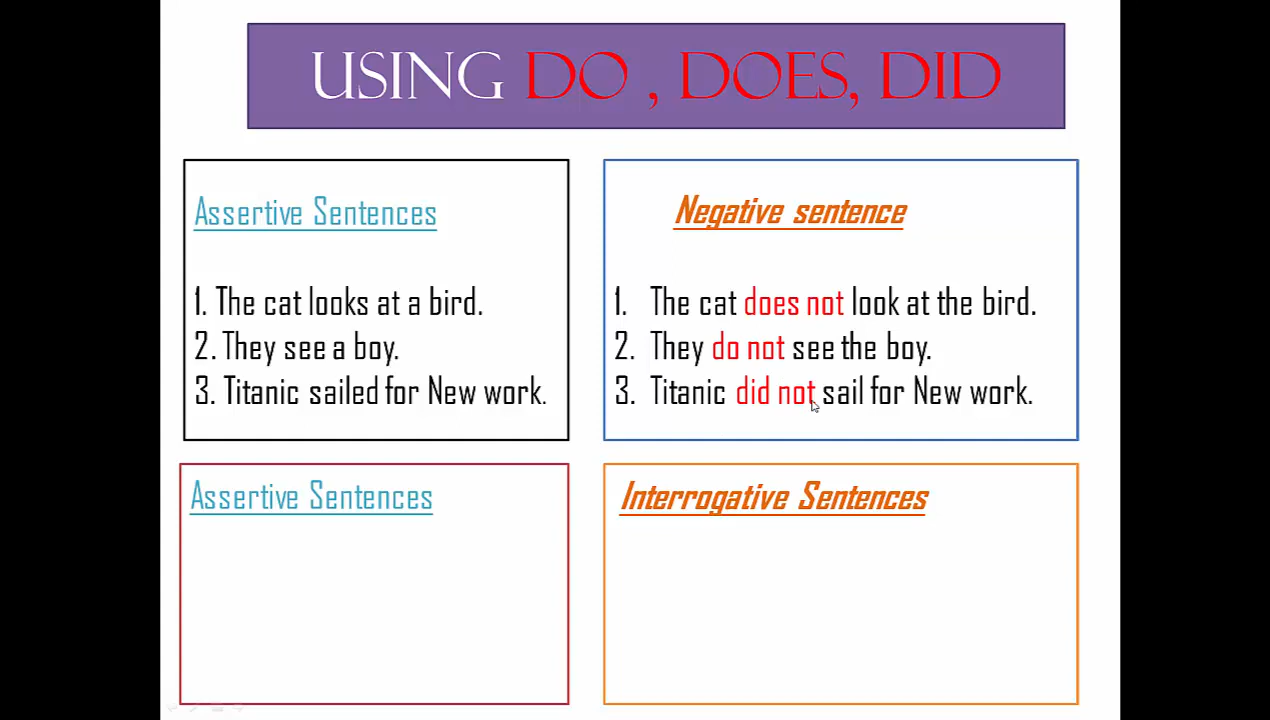 USING DO , DOES, DID
Assertive Sentences
1. The cat looks at a bird.
2. They see a boy.
3. Titanic sailed for New work.
Negative sentence
1. The cat does not look at the bird.
2. They do not see the boy.
3. Titanic did not sail for New work.
Assertive Sentences
Interrogative Sentences